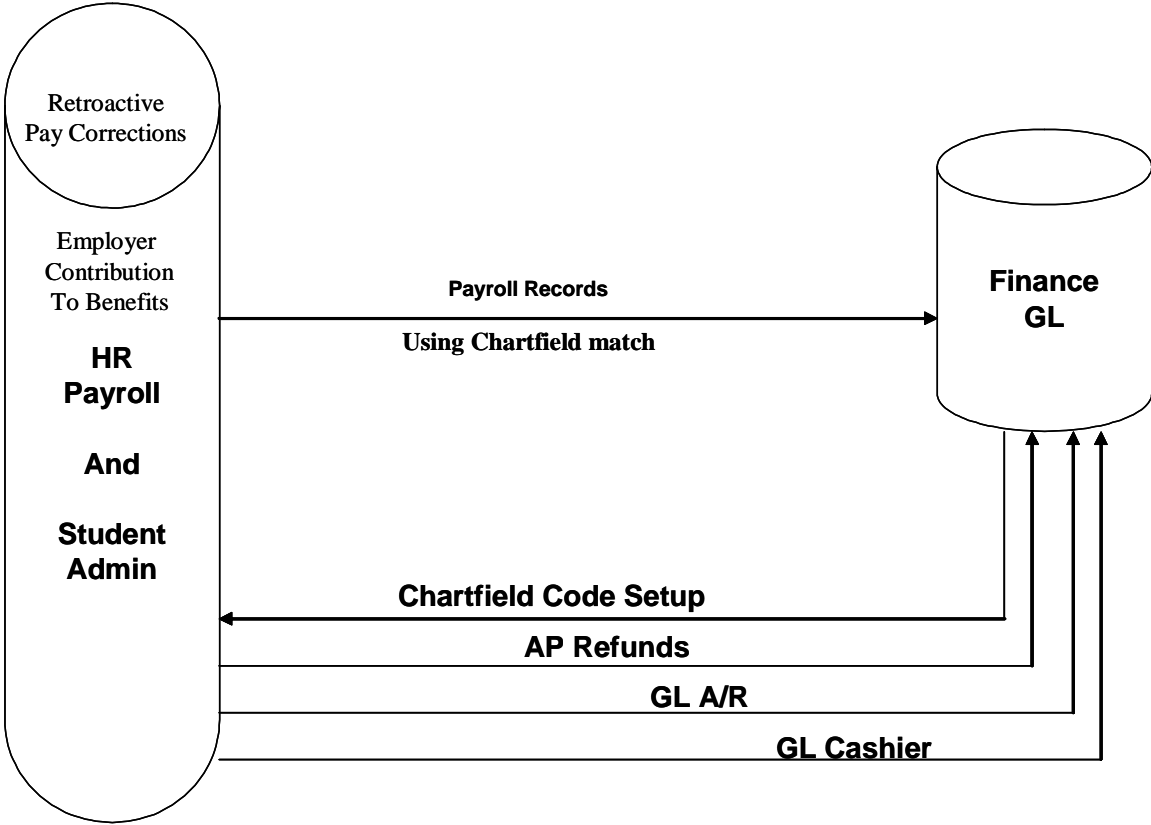 Retroactive
Pay Corrections
Employer
Contribution
To Benefits
HR
Payroll
And
Student
Admin
Payroll Records
Using Chartfield match
Finance
GL
Chartfield Code Setup
AP Refunds
GL A/R
GL Cashier